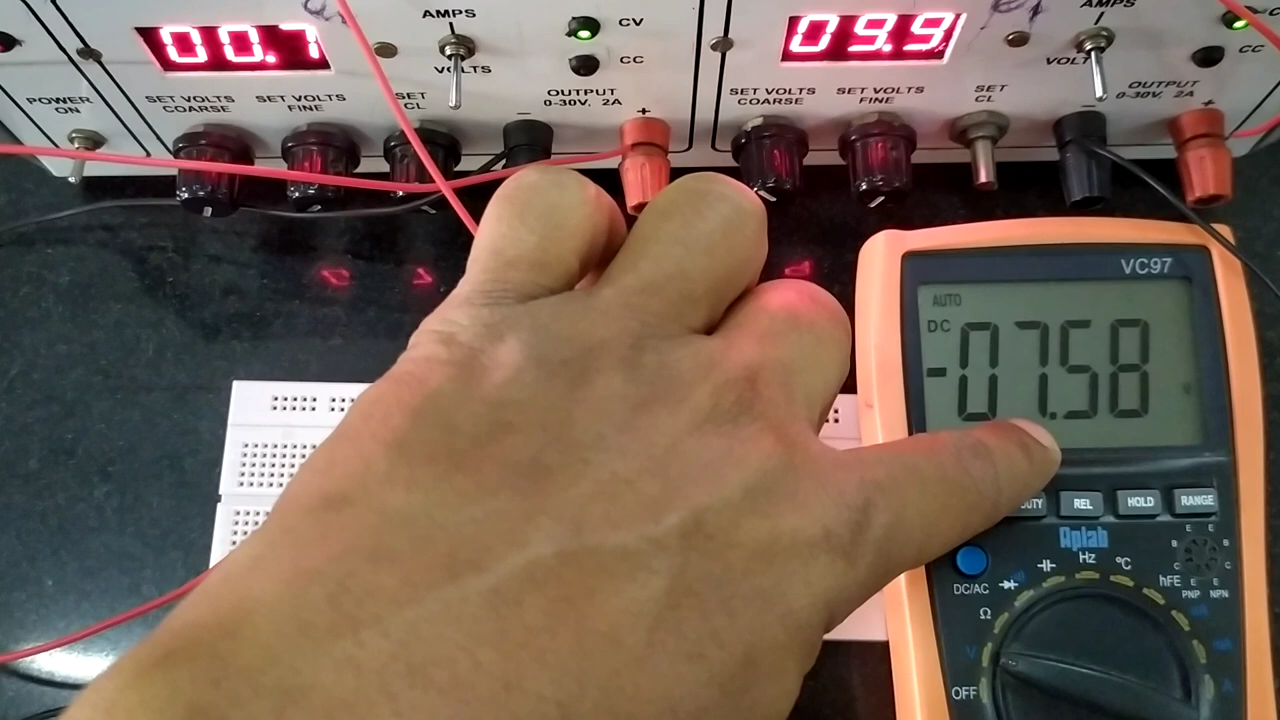 00.7
AMPS
VOLTS
CV
CC
OUTPUT
0-30V, 2A
- +
POWER
ON
SET VOLTS
COARSE
SET VOLTS
FINE
SET
CL
09.9
AMPS
VOLT
CC
OUTPUT
0-30V, 2A
- +
SET VOLTS
COARSE
SET VOLTS
FINE
SET
CL
VC97
AUTO
DC
-07.58
DUTY
REL
HOLD
RANGE
Aplab
Hz
°C
hFE
E E
B B
C C
E E
PNP NPN
DC/AC
Ω
V
OFF